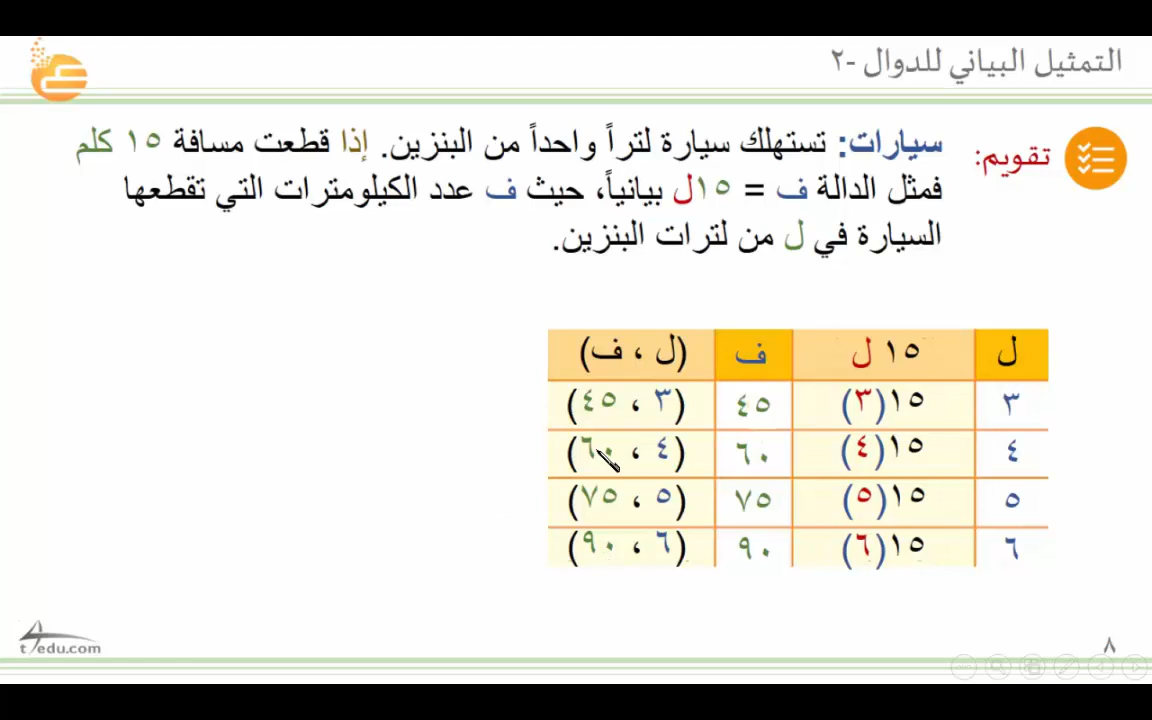 التمثيل البياني للدوال -٢
تقويم:
سيارات: تستهلك سيارة لتراً واحداً من البنزين. إذا قطعت مسافة ١٥ كلم
فمثل الدالة ف = ١٥ل بيانياً، حيث ف عدد الكيلومترات التي تقطعها
السيارة في ل من لترات البنزين.
ل ١٥ ل ف (ل ، ف)
٣ ١٥(٣) ٤٥ (٣ ، ٤٥)
٤ ١٥(٤) ٦٠ (٤ ، ٦٠)
٥ ١٥(٥) ٧٥ (٥ ، ٧٥)
٦ ١٥(٦) ٩٠ (٦ ، ٩٠)
t4edu.com
٨